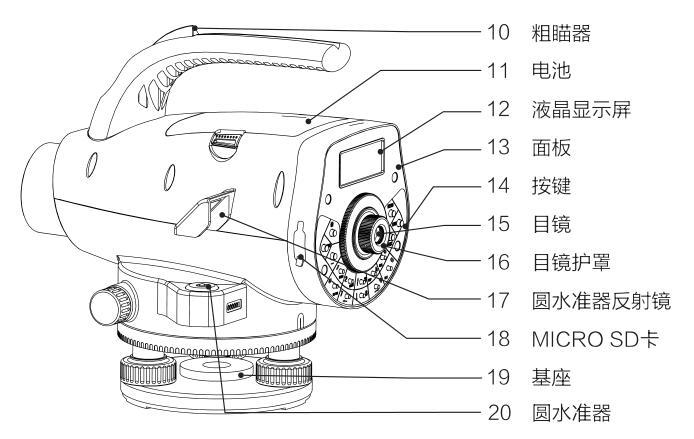 10 粗瞄器
11 电池
12 液晶显示屏
13 面板
14 按键
15 目镜
16 目镜护罩
17 圆水准器反射镜
18 MICRO SD卡
19 基座
20 圆水准器